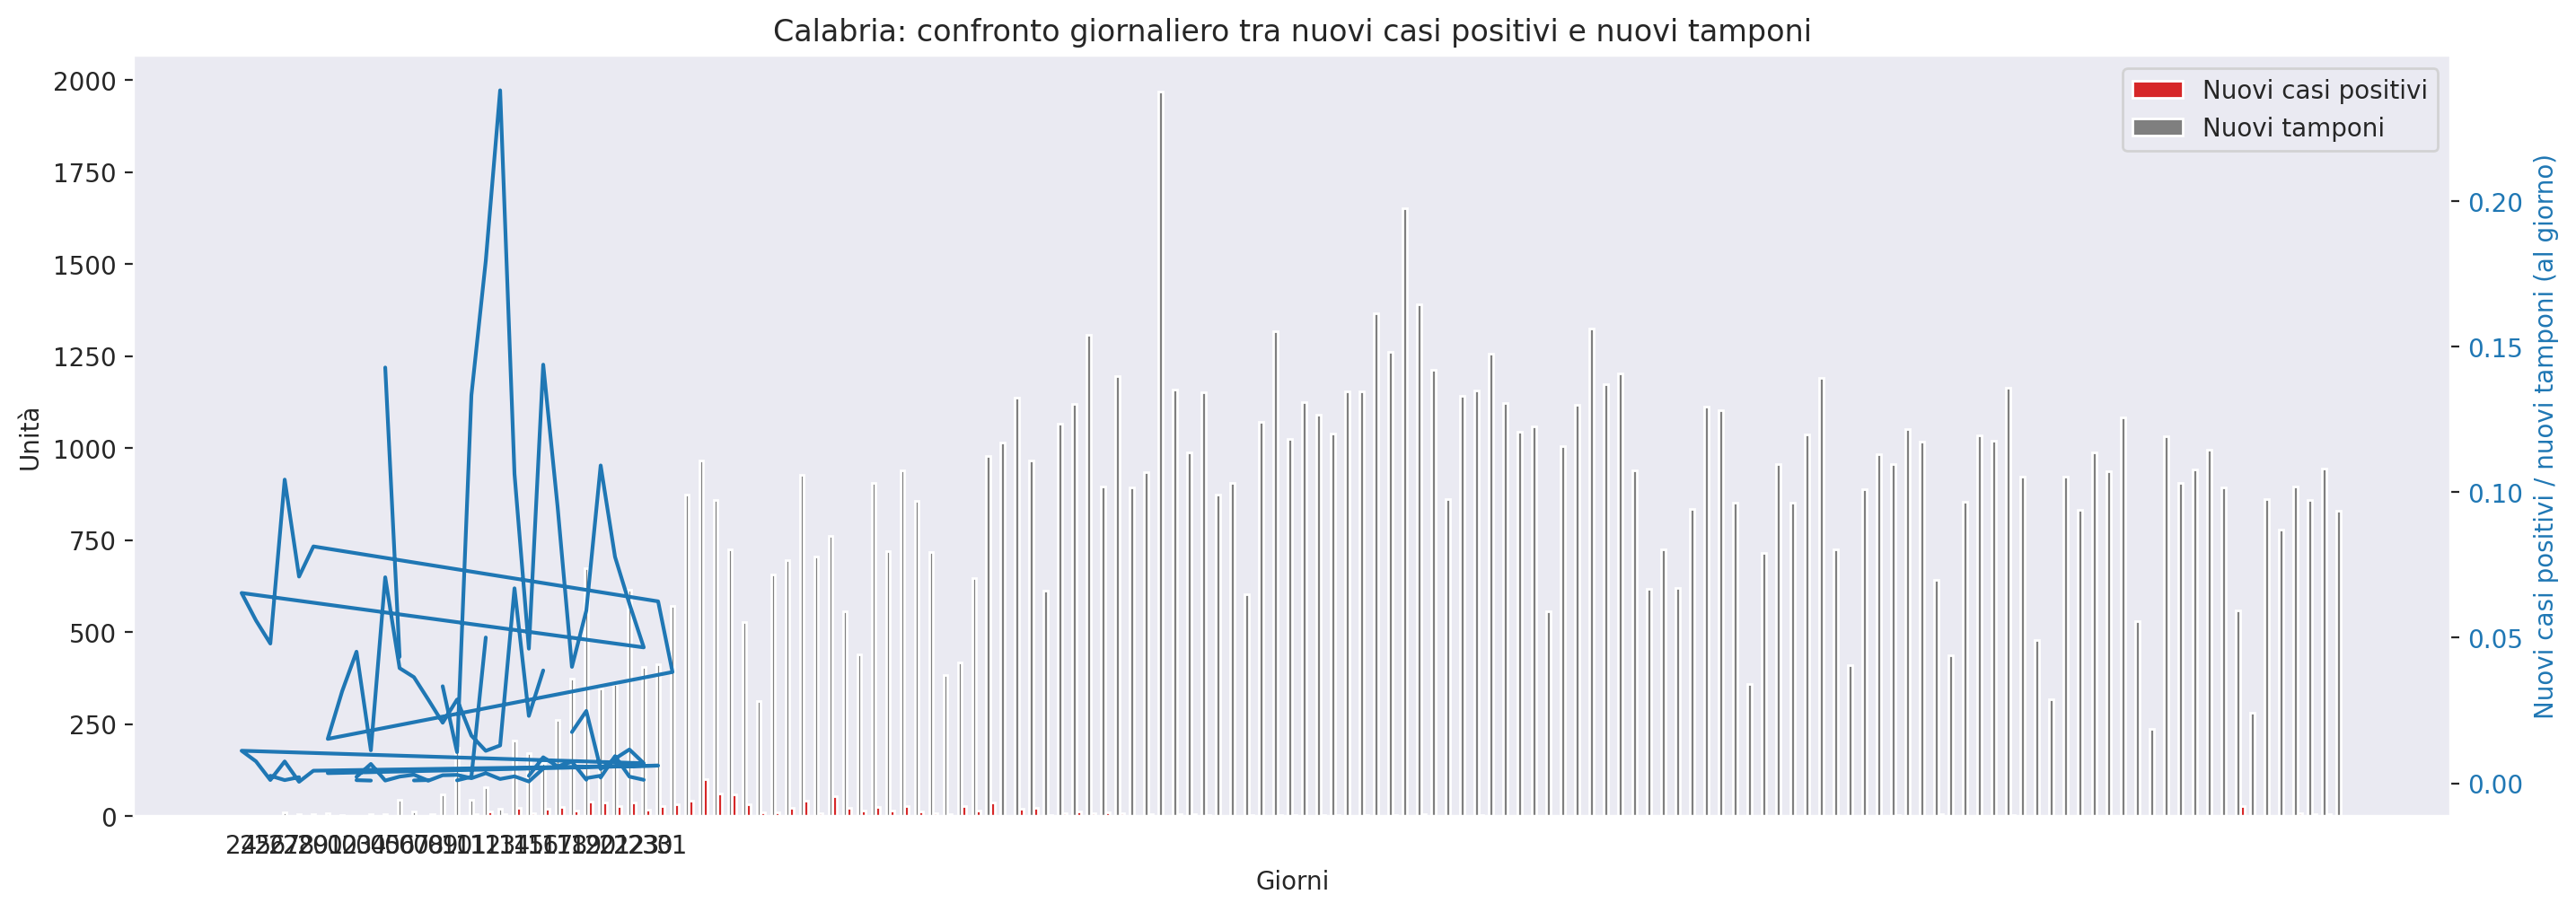 Calabria: confronto giornaliero tra nuovi casi positivi e nuovi tamponi
Nuovi casi positivi
Nuovi tamponi
2000
1750
1500
1250
1000
750
500
250
0
Unità
0.20
0.15
0.10
0.05
0.00
Nuovi casi positivi / nuovi tamponi (al giorno)
Giorni